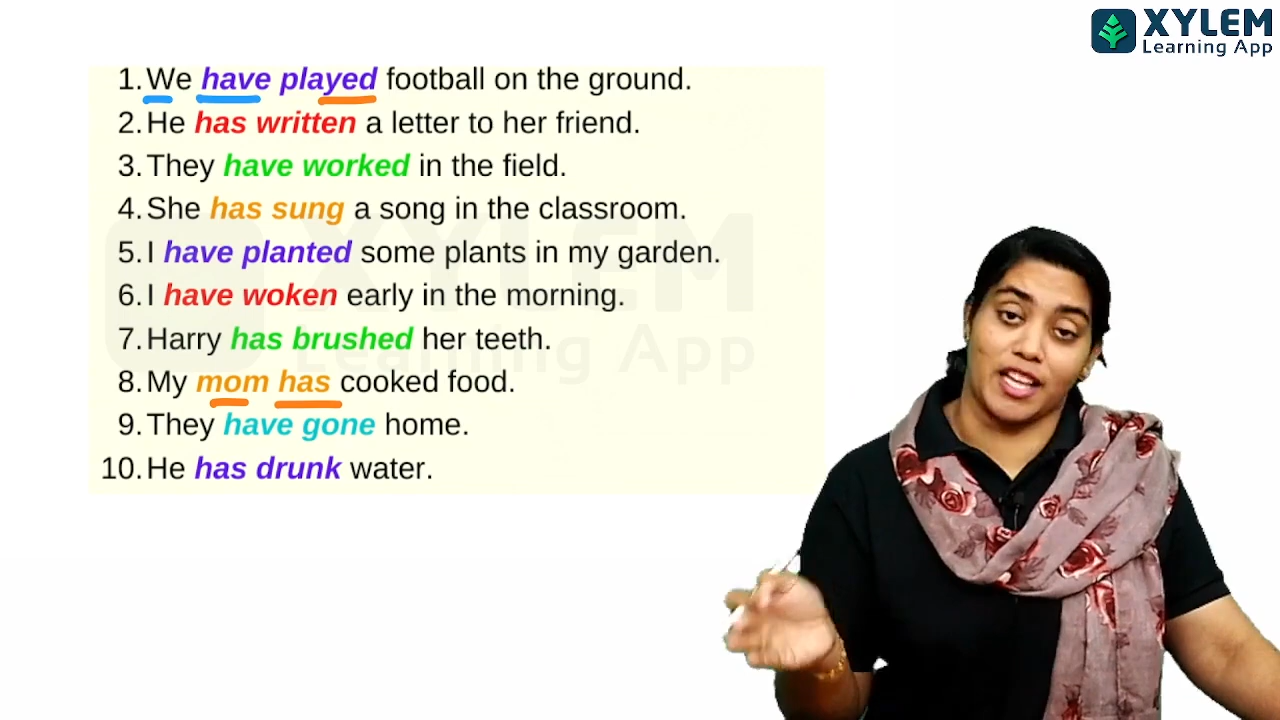 XYLEM
Learning App
1. We have played football on the ground.
2. He has written a letter to her friend.
3. They have worked in the field.
4. She has sung a song in the classroom.
5. I have planted some plants in my garden.
6. I have woken early in the morning.
7. Harry has brushed her teeth.
8. My mom has cooked food.
9. They have gone home.
10. He has drunk water.
XYLEM
Learning App